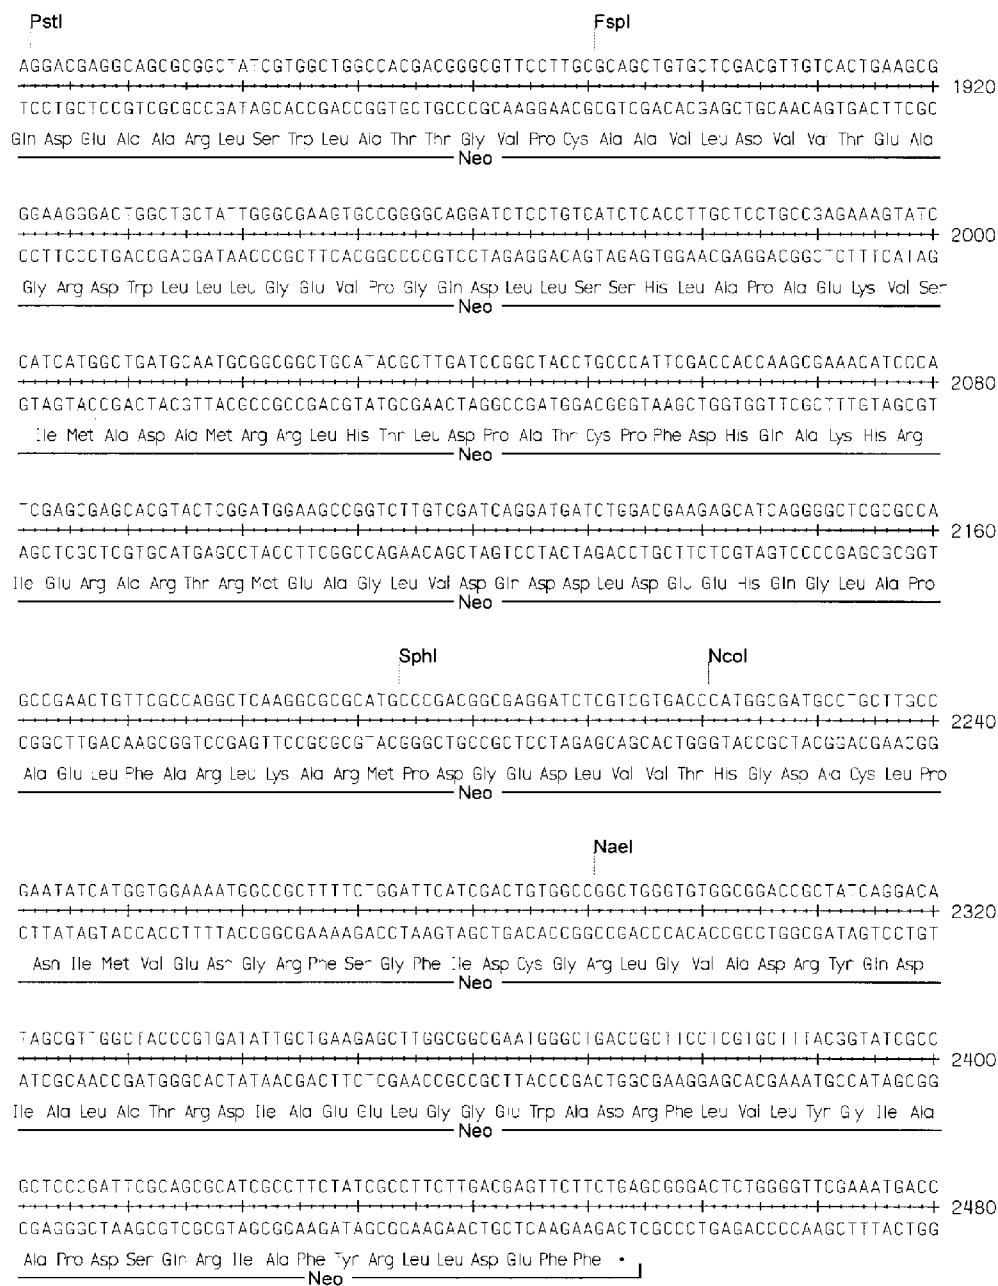 PstI FspI
AGGACGAGGCAGCGCGGCTATCGTGGCTGGCCACGACGGGCGTTCCTTGCGCAGCTGTGCTCGACGTTGTCACTGAAGCG
1920
TCCTGCTCCGTCGCGCCGATAGCACCGACCGGTGCTGCCCGCAAGGAACGCGTCGACACGAGCTGCAACAGTGACTTCGC
Gln Asp Glu Ala Ala Arg Leu Ser Trp Leu Ala Thr Thr Gly Val Pro Cys Ala Ala Val Leu Asp Val Val Thr Glu Ala
Neo
GGAAGGGACTGGCTGCTATTGGGCGAAGTGCCGGGGCAGGATCTCCTGTCATCTCACCTTGCTCCTGCCGAGAAAGTATC
2000
CCTTCCCTGACCGACGATAACCCGCTTCACGGCCCCGTCCTAGAGGACAGTAGAGTGGAACGAGGACGGCTCTTTCATAG
Gly Arg Asp Trp Leu Leu Leu Gly Glu Val Pro Gly Gln Asp Leu Leu Ser Ser His Leu Ala Pro Ala Glu Lys Val Ser
Neo
CATCATGGCTGATGCAATGCGGCGGCTGCATACGCTTGATCCGGCTACCTGCCCATTCGACCACCAAGCGAAACATCGCA
2080
GTAGTACCGACTACGTTACGCCGCCGACGTATGCGAACTAGGCCGATGGACGGGTAAGCTGGTGGTTCGCTTTGTAGCGT
Ile Met Ala Asp Ala Met Arg Arg Leu His Thr Leu Asp Pro Ala Thr Cys Pro Phe Asp His Gln Ala Lys His Arg
Neo
TCGAGCGAGCACGTACTCGGATGGAAGCCGGTCTTGTCGATCAGGATGATCTGGACGAAGAGCATCAGGGGCTCGCGCCA
2160
AGCTCGCTCGTGCATGAGCCTACCTTCGGCCAGAACAGCTAGTCCTACTAGACCTGCTTCTCGTAGTCCCCGAGCGCGGT
Ile Glu Arg Ala Arg Thr Arg Met Glu Ala Gly Leu Val Asp Gln Asp Asp Leu Asp Glu Glu His Gln Gly Leu Ala Pro
Neo
SphI NcoI
GCCGAACTGTTCGCCAGGCTCAAGGCGCGCATGCCCGACGGCGAGGATCTCGTCGTGACCCATGGCGATGCCTGCTTGCC
2240
CGGCTTGACAAGCGGTCCGAGTTCCGCGCGTACGGGCTGCCGCTCCTAGAGCAGCACTGGGTACCGCTACGGACGAACGG
Ala Glu Leu Phe Ala Arg Leu Lys Ala Arg Met Pro Asp Gly Glu Asp Leu Val Val Thr His Gly Asp Ala Cys Leu Pro
Neo
NaeI
GAATATCATGGTGGAAAATGGCCGCTTTTCTGGATTCATCGACTGTGGCCGGCTGGGTGTGGCGGACCGCTATCAGGACA
2320
CTTATAGTACCACCTTTTACCGGCGAAAAGACCTAAGTAGCTGACACCGGCCGACCCACACCGCCTGGCGATAGTCCTGT
Asn Ile Met Val Glu Asn Gly Arg Phe Ser Gly Phe Ile Asp Cys Gly Arg Leu Gly Val Ala Asp Arg Tyr Gln Asp
Neo
TAGCGTTGGCTACCCGTGATATTGCTGAAGAGCTTGGCGGCGAATGGGCTGACCGCTTCCTCGTGCTTTACGGTATCGCC
2400
ATCGCAACCGATGGGCACTATAACGACTTCTCGAACCGCCGCTTACCCGACTGGCGAAGGAGCACGAAATGCCATAGCGG
Ile Ala Leu Ala Thr Arg Asp Ile Ala Glu Glu Leu Gly Gly Glu Trp Ala Asp Arg Phe Leu Val Leu Tyr Gly Ile Ala
Neo
GCTCCCGATTCGCAGCGCATCGCCTTCTATCGCCTTCTTGACGAGTTCTTCTGAGCGGGACTCTGGGGTTCGAAATGACC
2480
CGAGGGCTAAGCGTCGCGTAGCGGAAGATAGCGGAAGAACTGCTCAAGAAGACTCGCCCTGAGACCCCAAGCTTTACTGG
Ala Pro Asp Ser Gln Arg Ile Ala Phe Tyr Arg Leu Leu Asp Glu Phe Phe •
Neo